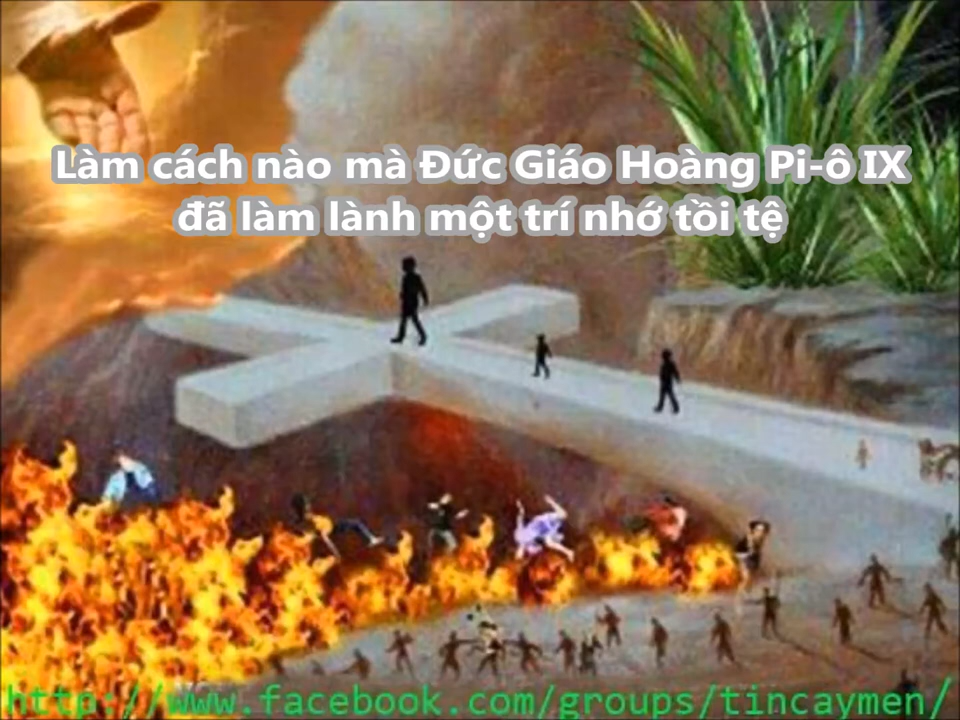 Làm cách nào mà Đức Giáo Hoàng Pi-ô IX
đã làm lành một trí nhớ tồi tệ
http://www.facebook.com/groups/tincaymen/